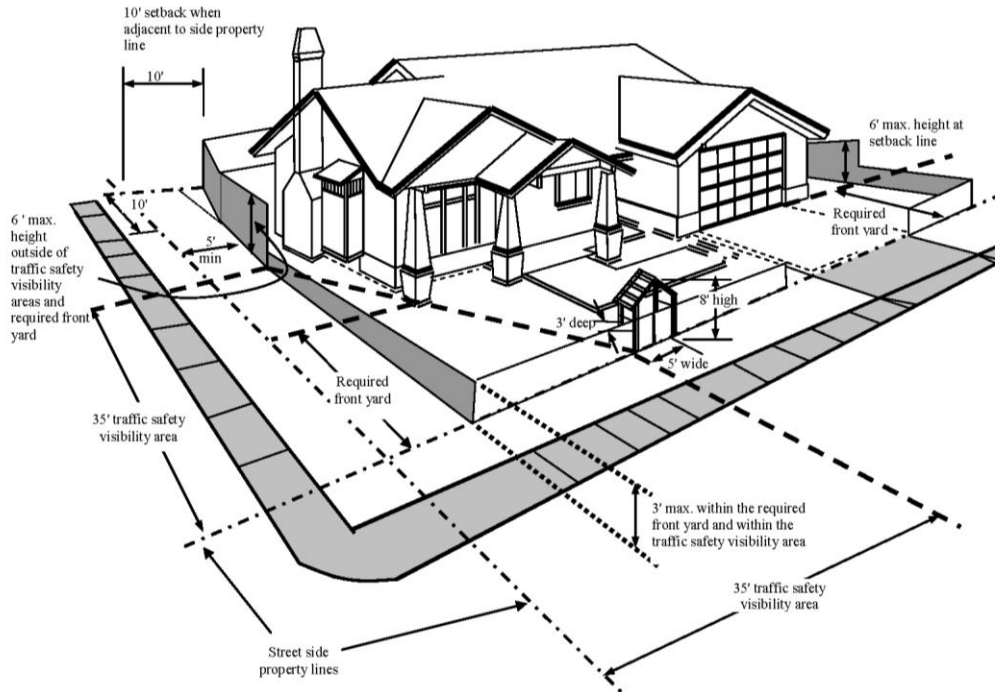 10' setback when
adjacent to side property
line
10'
6' max. height at
setback line
10'
5'
min
6 ' max.
height
outside of
traffic safety
visibility
areas and
required front
yard
Required
front yard
8' high
3' deep
5' wide
Required
front yard
35' traffic safety
visibility area
3' max. within the required
front yard and within the
traffic safety visibility area
35' traffic safety
visibility area
Street side
property lines